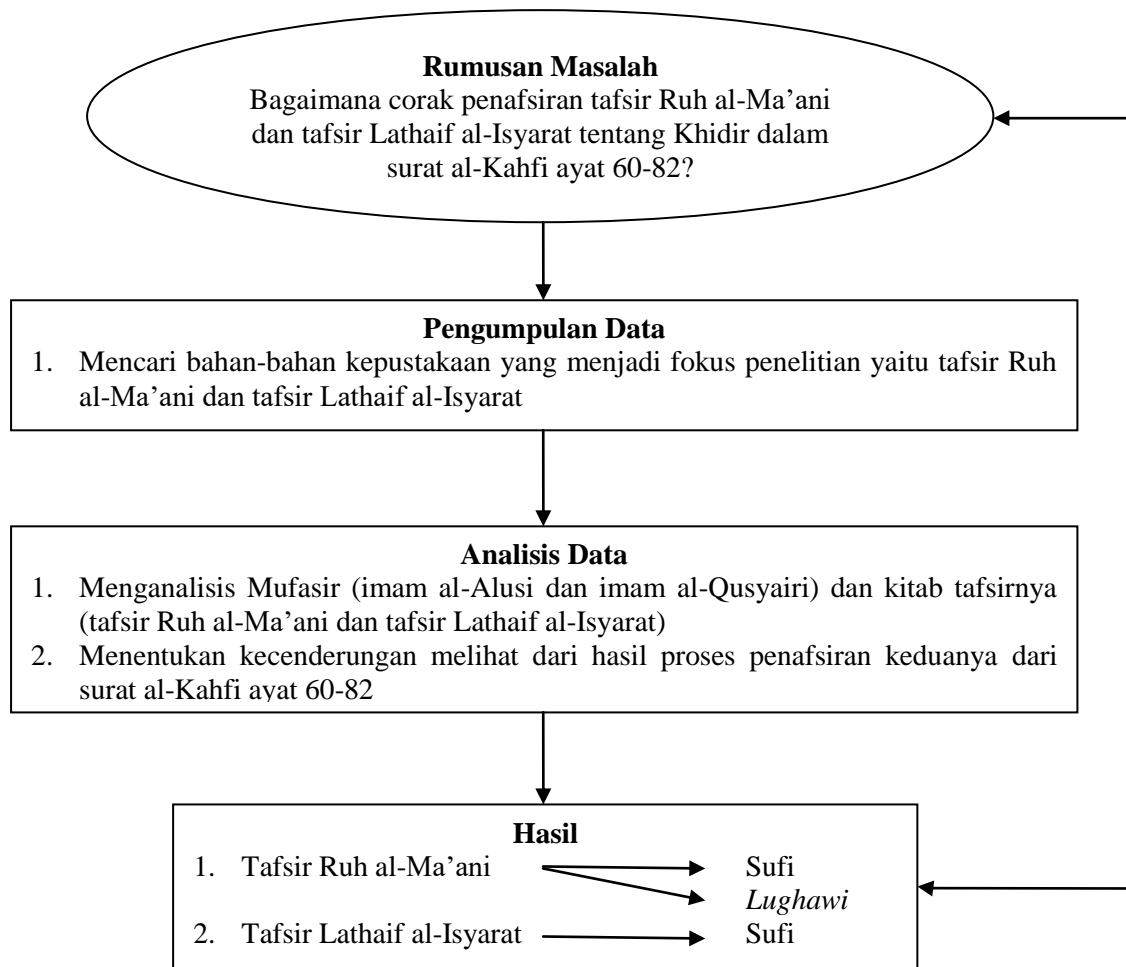 Rumusan Masalah
Bagaimana corak penafsiran tafsir Ruh al-Ma’ani
dan tafsir Lathaif al-Isyarat tentang Khidir dalam
surat al-Kahfi ayat 60-82?
Pengumpulan Data
1. Mencari bahan-bahan kepustakaan yang menjadi fokus penelitian yaitu tafsir Ruh
al-Ma’ani dan tafsir Lathaif al-Isyarat
Analisis Data
1. Menganalisis Mufasir (imam al-Alusi dan imam al-Qusyairi) dan kitab tafsirnya
(tafsir Ruh al-Ma’ani dan tafsir Lathaif al-Isyarat)
2. Menentukan kecenderungan melihat dari hasil proses penafsiran keduanya dari
surat al-Kahfi ayat 60-82
Hasil
1. Tafsir Ruh al-Ma’ani Sufi
Lughawi
2. Tafsir Lathaif al-Isyarat Sufi